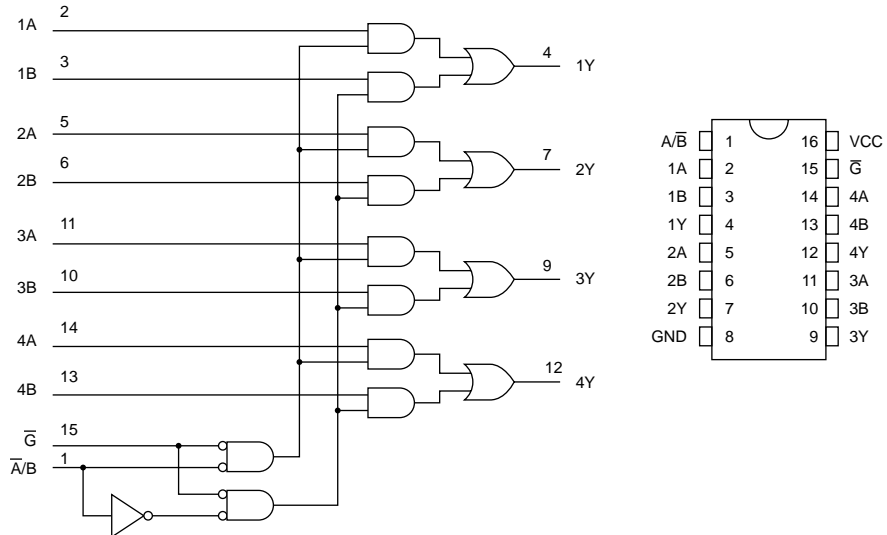 1A 2
1B 3
4 1Y
2A 5
2B 6
7 2Y
3A 11
3B 10
9 3Y
4A 14
4B 13
12 4Y
G̅ 15
A̅/B 1
A/B̅ 1 16 VCC
1A 2 15 G̅
1B 3 14 4A
1Y 4 13 4B
2A 5 12 4Y
2B 6 11 3A
2Y 7 10 3B
GND 8 9 3Y